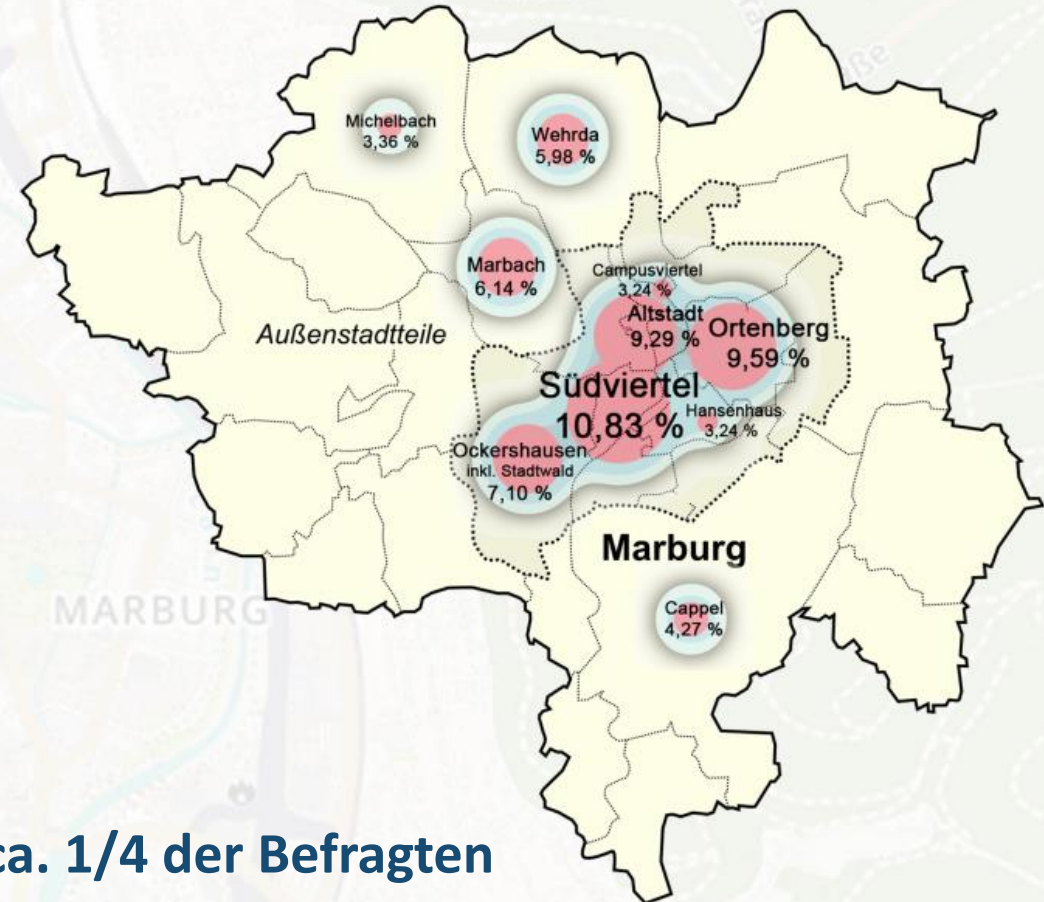 Michelbach
3,36 %
Wehrda
5,98 %
Marbach
6,14 %
Campusviertel
3,24 %
Altstadt
9,29 %
Ortenberg
9,59 %
Außenstadtteile
Südviertel
10,83 %
Hansenhaus
3,24 %
Ockershausen
inkl. Stadtwald
7,10 %
Marburg
MARBURG
Cappel
4,27 %
ca. 1/4 der Befragten